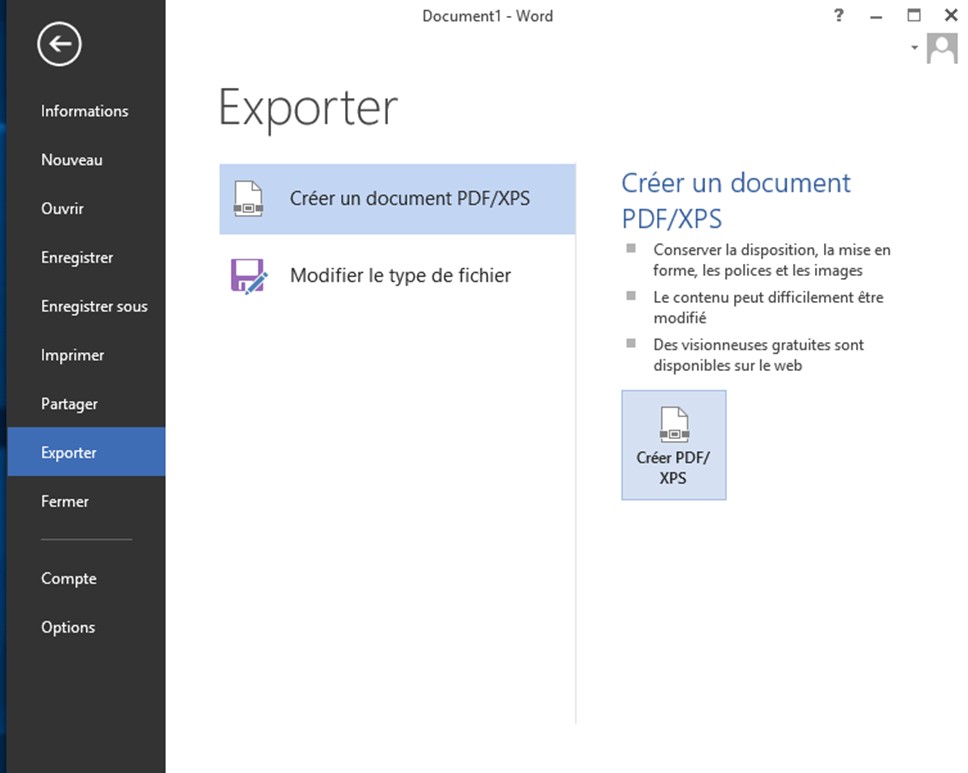 Document1 - Word
?
Informations
Nouveau
Ouvrir
Enregistrer
Enregistrer sous
Imprimer
Partager
Exporter
Fermer
Compte
Options
Exporter
Créer un document PDF/XPS
Modifier le type de fichier
Créer un document
PDF/XPS
Conserver la disposition, la mise en
forme, les polices et les images
Le contenu peut difficilement être
modifié
Des visionneuses gratuites sont
disponibles sur le web
Créer PDF/
XPS